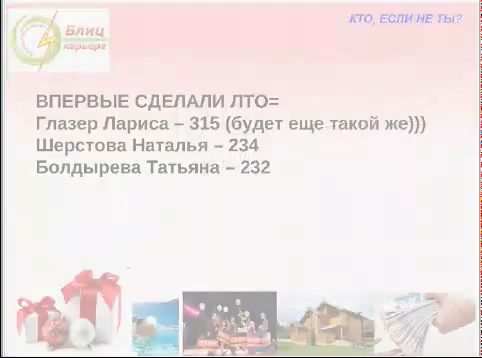 Блиц
карьера
КТО, ЕСЛИ НЕ ТЫ?
ВПЕРВЫЕ СДЕЛАЛИ ЛТО=
Глазер Лариса – 315 (будет еще такой же)))
Шерстова Наталья – 234
Болдырева Татьяна – 232